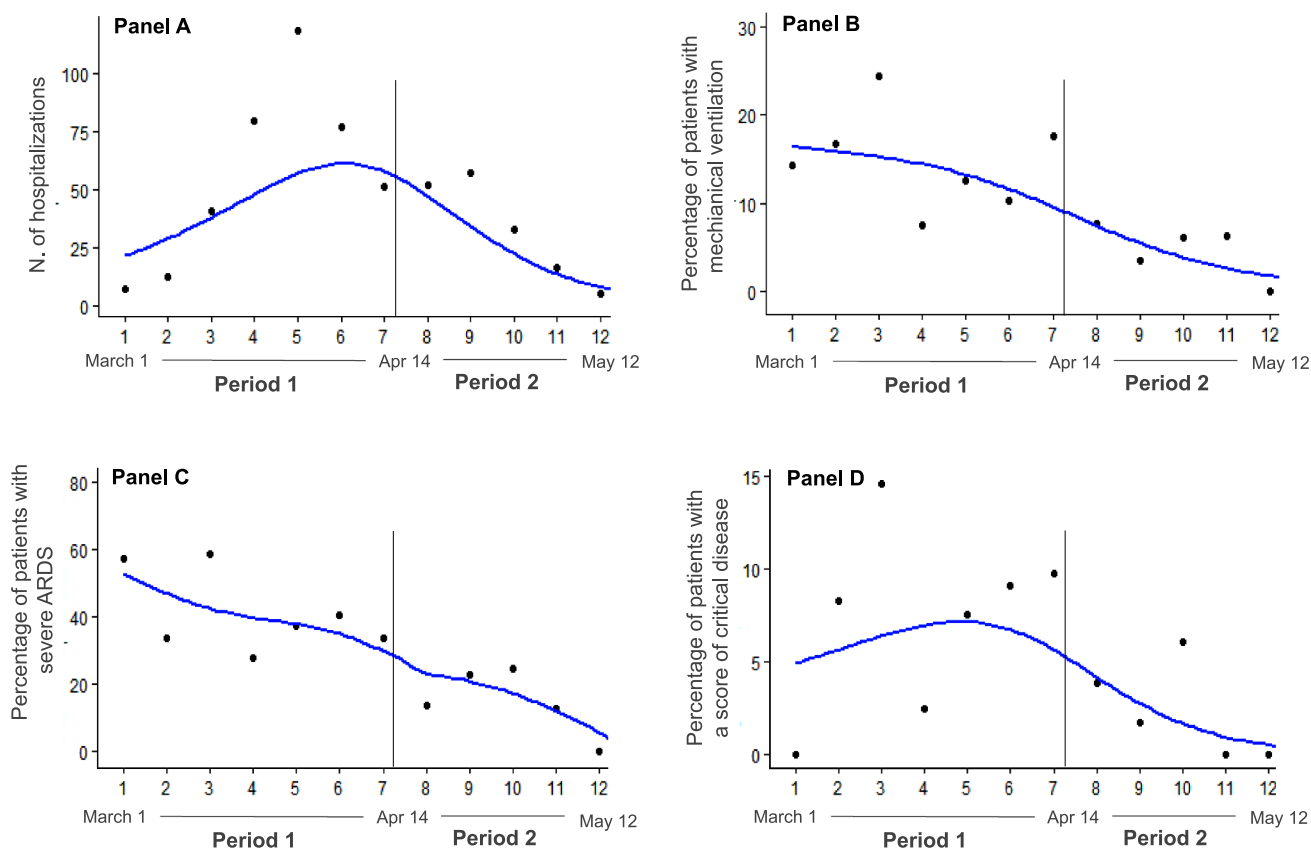 Panel A
N. of hospitalizations
100
75
50
25
0
1 2 3 4 5 6 7 8 9 10 11 12
March 1 Apr 14 May 12
Period 1 Period 2
Panel B
Percentage of patients with
mechianical ventilation
30
20
10
0
1 2 3 4 5 6 7 8 9 10 11 12
March 1 Apr 14 May 12
Period 1 Period 2
Panel C
Percentage of patients with
severe ARDS
80
60
40
20
0
1 2 3 4 5 6 7 8 9 10 11 12
March 1 Apr 14 May 12
Period 1 Period 2
Panel D
Percentage of patients with
a score of critical disease
15
10
5
0
1 2 3 4 5 6 7 8 9 10 11 12
March 1 Apr 14 May 12
Period 1 Period 2